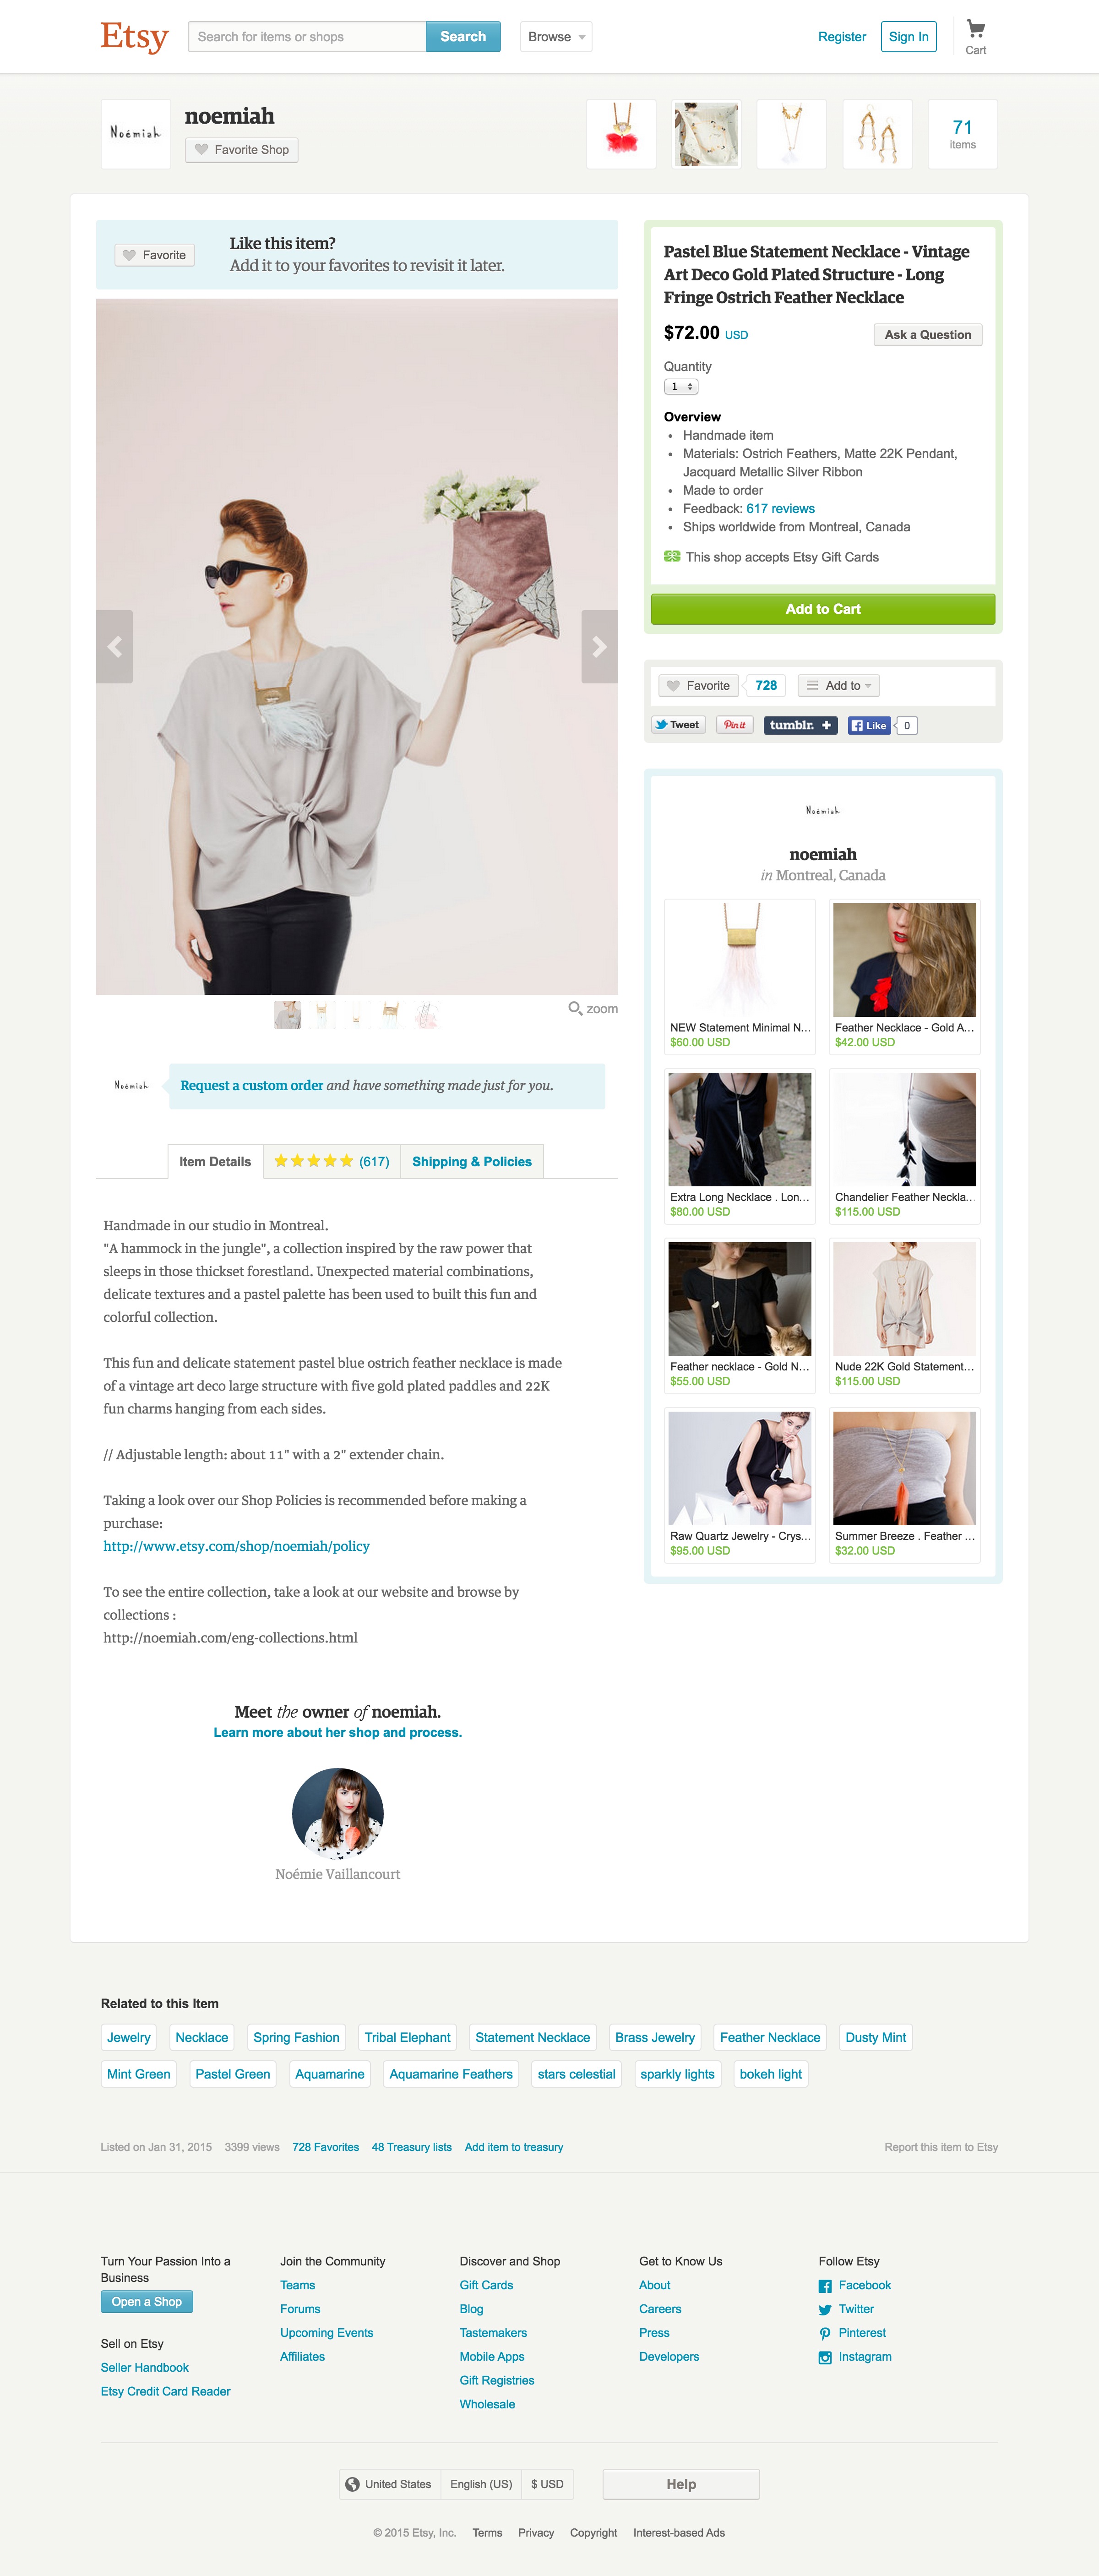 Etsy
Search for items or shops
Search
Browse
Register
Sign In
Cart
Noémiah
noemiah
Favorite Shop
71
items
Favorite
Like this item?
Add it to your favorites to revisit it later.
zoom
Noémiah
Request a custom order and have something made just for you.
Item Details
(617)
Shipping & Policies
Handmade in our studio in Montreal.
"A hammock in the jungle", a collection inspired by the raw power that
sleeps in those thickset forestland. Unexpected material combinations,
delicate textures and a pastel palette has been used to built this fun and
colorful collection.
This fun and delicate statement pastel blue ostrich feather necklace is made
of a vintage art deco large structure with five gold plated paddles and 22K
fun charms hanging from each sides.
// Adjustable length: about 11" with a 2" extender chain.
Taking a look over our Shop Policies is recommended before making a
purchase:
http://www.etsy.com/shop/noemiah/policy
To see the entire collection, take a look at our website and browse by
collections :
http://noemiah.com/eng-collections.html
Meet the owner of noemiah.
Learn more about her shop and process.
Noémie Vaillancourt
Pastel Blue Statement Necklace - Vintage
Art Deco Gold Plated Structure - Long
Fringe Ostrich Feather Necklace
$72.00 USD
Ask a Question
Quantity
1
Overview
• Handmade item
• Materials: Ostrich Feathers, Matte 22K Pendant,
Jacquard Metallic Silver Ribbon
• Made to order
• Feedback: 617 reviews
• Ships worldwide from Montreal, Canada
This shop accepts Etsy Gift Cards
Add to Cart
Favorite
728
Add to
Tweet
Pin it
tumblr. +
Like
0
Noémiah
noemiah
in Montreal, Canada
NEW Statement Minimal N...
$60.00 USD
Feather Necklace - Gold A...
$42.00 USD
Extra Long Necklace . Lon...
$80.00 USD
Chandelier Feather Neckla...
$115.00 USD
Feather necklace - Gold N...
$55.00 USD
Nude 22K Gold Statement...
$115.00 USD
Raw Quartz Jewelry - Crys...
$95.00 USD
Summer Breeze . Feather ...
$32.00 USD
Related to this Item
Jewelry
Necklace
Spring Fashion
Tribal Elephant
Statement Necklace
Brass Jewelry
Feather Necklace
Dusty Mint
Mint Green
Pastel Green
Aquamarine
Aquamarine Feathers
stars celestial
sparkly lights
bokeh light
Listed on Jan 31, 2015
3399 views
728 Favorites
48 Treasury lists
Add item to treasury
Report this item to Etsy
Turn Your Passion Into a
Business
Open a Shop
Sell on Etsy
Seller Handbook
Etsy Credit Card Reader
Join the Community
Teams
Forums
Upcoming Events
Affiliates
Discover and Shop
Gift Cards
Blog
Tastemakers
Mobile Apps
Gift Registries
Wholesale
Get to Know Us
About
Careers
Press
Developers
Follow Etsy
Facebook
Twitter
Pinterest
Instagram
United States
English (US)
$ USD
Help
© 2015 Etsy, Inc.
Terms
Privacy
Copyright
Interest-based Ads